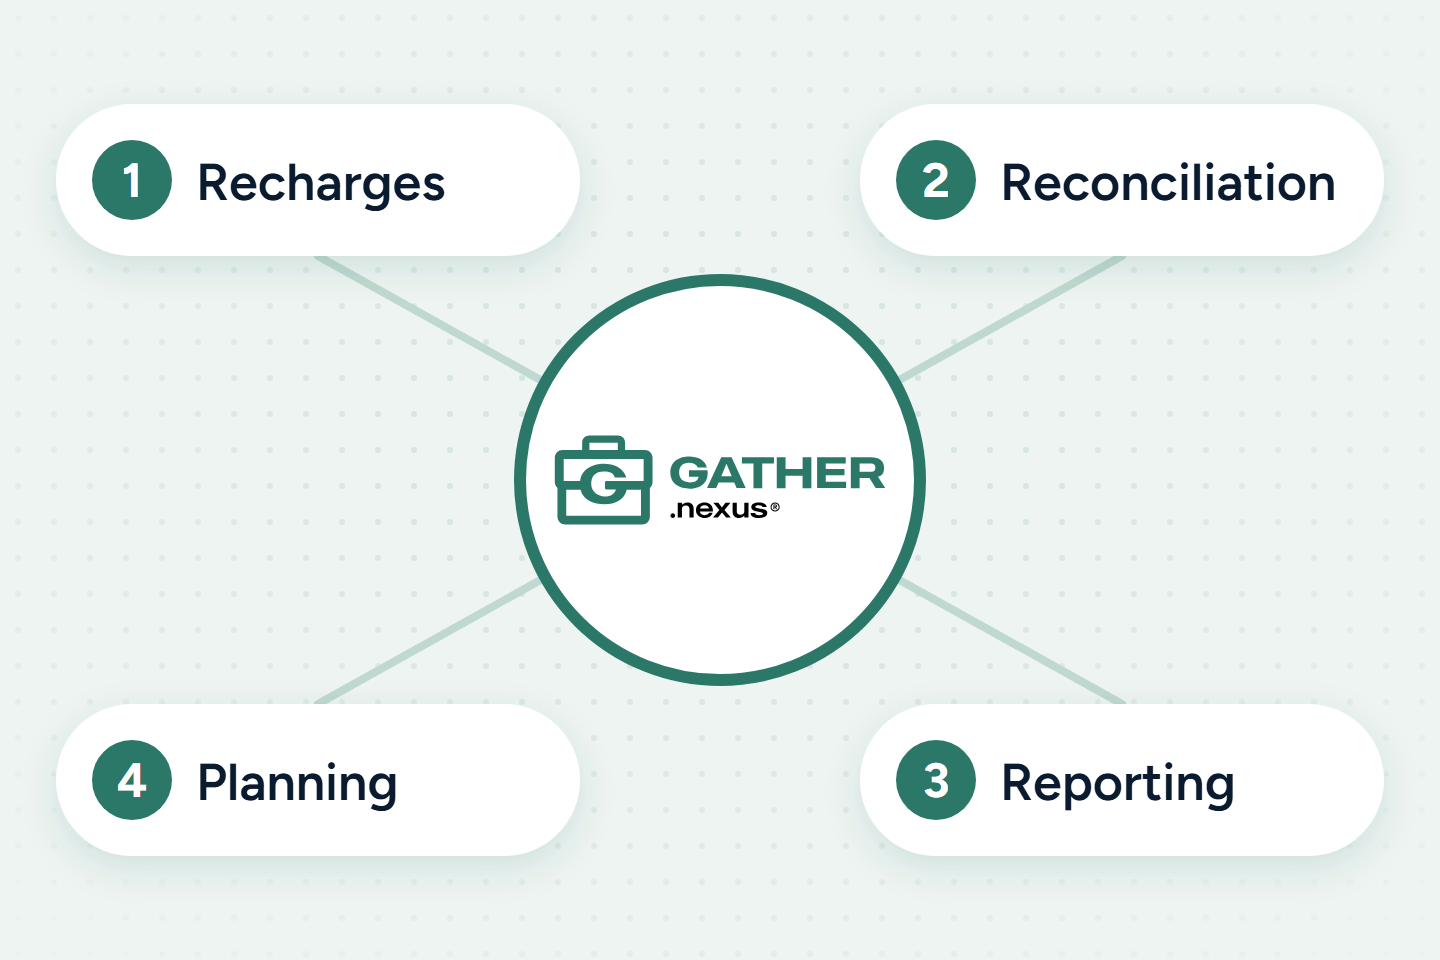 1 Recharges
2 Reconciliation
G GATHER
.nexus®
4 Planning
3 Reporting